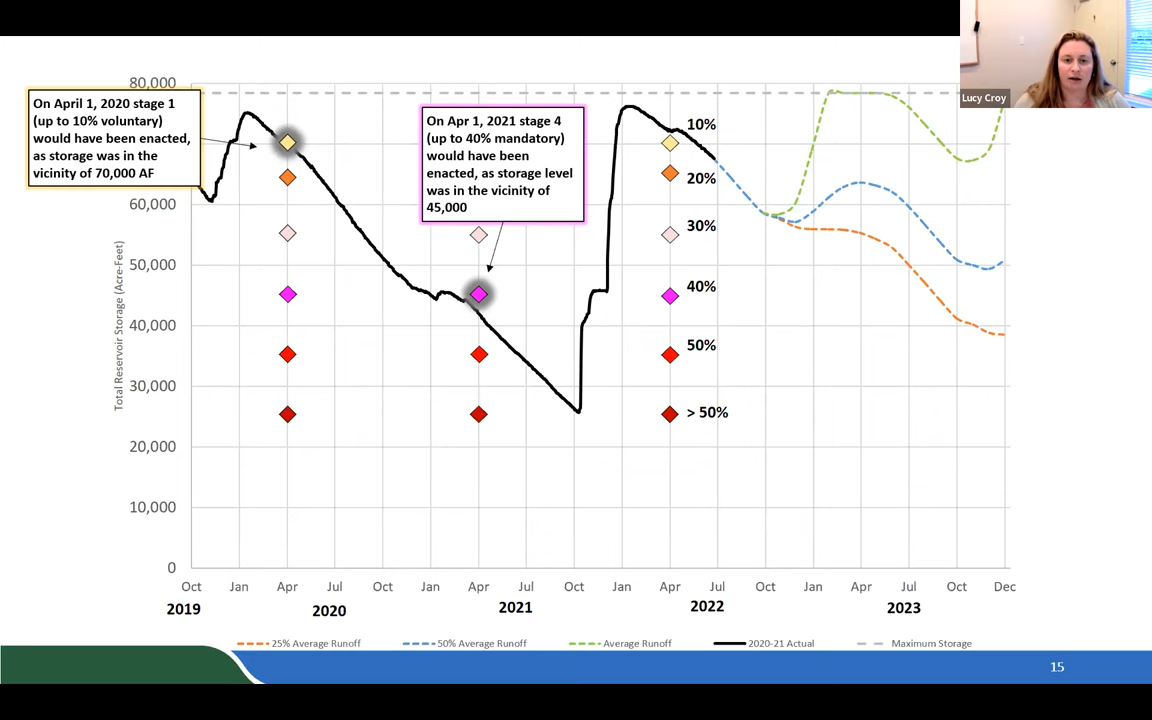 Lucy Croy
80,000
60,000
50,000
40,000
30,000
20,000
10,000
0
Total Reservoir Storage (Acre-Feet)
On April 1, 2020 stage 1
(up to 10% voluntary)
would have been enacted,
as storage was in the
vicinity of 70,000 AF
On Apr 1, 2021 stage 4
(up to 40% mandatory)
would have been
enacted, as storage level
was in the vicinity of
45,000
10%
20%
30%
40%
50%
> 50%
Oct Jan Apr Jul Oct Jan Apr Jul Oct Jan Apr Jul Oct Jan Apr Jul Oct Dec
2019 2020 2021 2022 2023
25% Average Runoff 50% Average Runoff Average Runoff 2020-21 Actual Maximum Storage
15